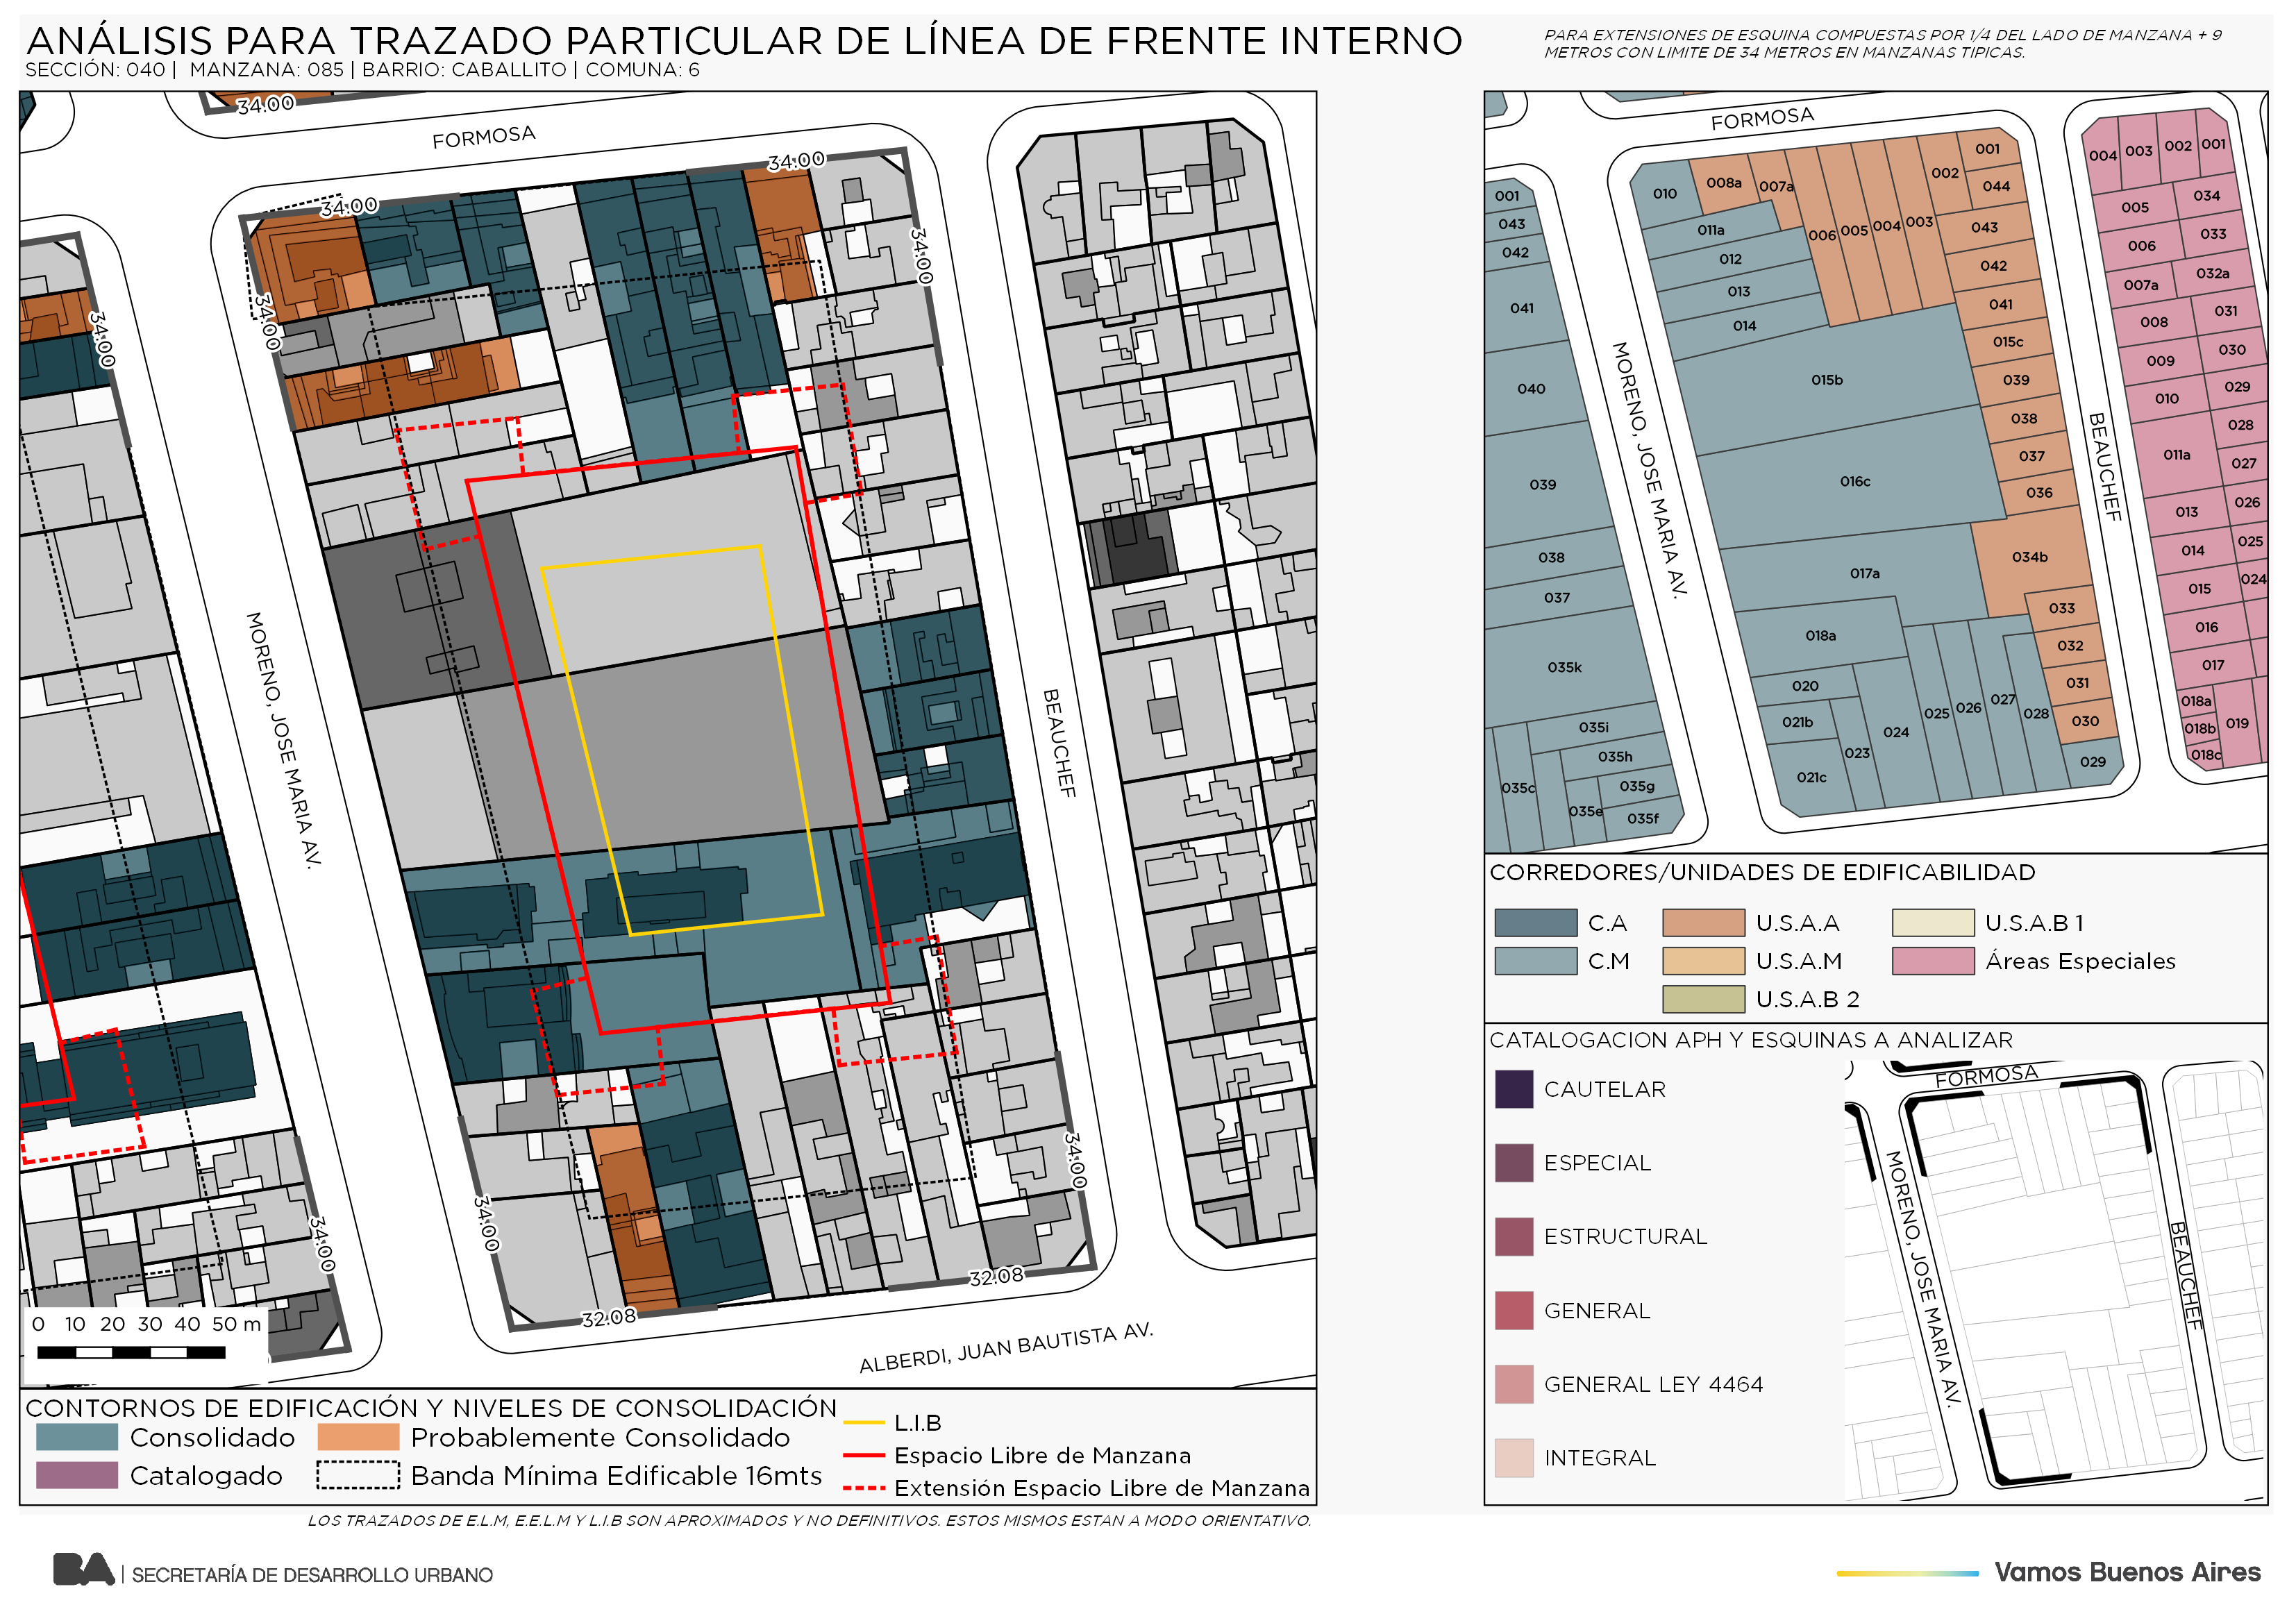 ANÁLISIS PARA TRAZADO PARTICULAR DE LÍNEA DE FRENTE INTERNO
SECCIÓN: 040 | MANZANA: 085 | BARRIO: CABALLITO | COMUNA: 6
PARA EXTENSIONES DE ESQUINA COMPUESTAS POR 1/4 DEL LADO DE MANZANA + 9
METROS CON LIMITE DE 34 METROS EN MANZANAS TIPICAS.
34.00
FORMOSA
34.00
34.00
34.00
34.00
34.00
MORENO, JOSE MARIA AV.
BEAUCHEF
34.00
34.00
34.00
32.08
32.08
ALBERDI, JUAN BAUTISTA AV.
0 10 20 30 40 50 m
CONTORNOS DE EDIFICACIÓN Y NIVELES DE CONSOLIDACIÓN
Consolidado
Probablemente Consolidado
Catalogado
Banda Mínima Edificable 16mts
L.I.B
Espacio Libre de Manzana
Extensión Espacio Libre de Manzana
LOS TRAZADOS DE E.L.M, E.E.L.M Y L.I.B SON APROXIMADOS Y NO DEFINITIVOS. ESTOS MISMOS ESTAN A MODO ORIENTATIVO.
FORMOSA
MORENO, JOSE MARIA AV.
BEAUCHEF
001
043
042
041
040
039
038
037
035k
035i
035h
035g
035f
035e
035c
010
008a
007a
006
005
004
003
002
001
044
043
042
041
015c
039
038
037
036
034b
033
032
031
030
029
011a
012
013
014
015b
016c
017a
018a
020
021b
021c
023
024
025
026
027
028
004
003
002
001
005
034
006
033
007a
032a
008
031
009
030
010
029
011a
028
027
013
026
014
025
015
024
016
017
018a
018b
018c
019
CORREDORES/UNIDADES DE EDIFICABILIDAD
C.A
U.S.A.A
U.S.A.B 1
C.M
U.S.A.M
Áreas Especiales
U.S.A.B 2
CATALOGACION APH Y ESQUINAS A ANALIZAR
CAUTELAR
ESPECIAL
ESTRUCTURAL
GENERAL
GENERAL LEY 4464
INTEGRAL
FORMOSA
MORENO, JOSE MARIA AV.
BEAUCHEF
BA | SECRETARÍA DE DESARROLLO URBANO
Vamos Buenos Aires